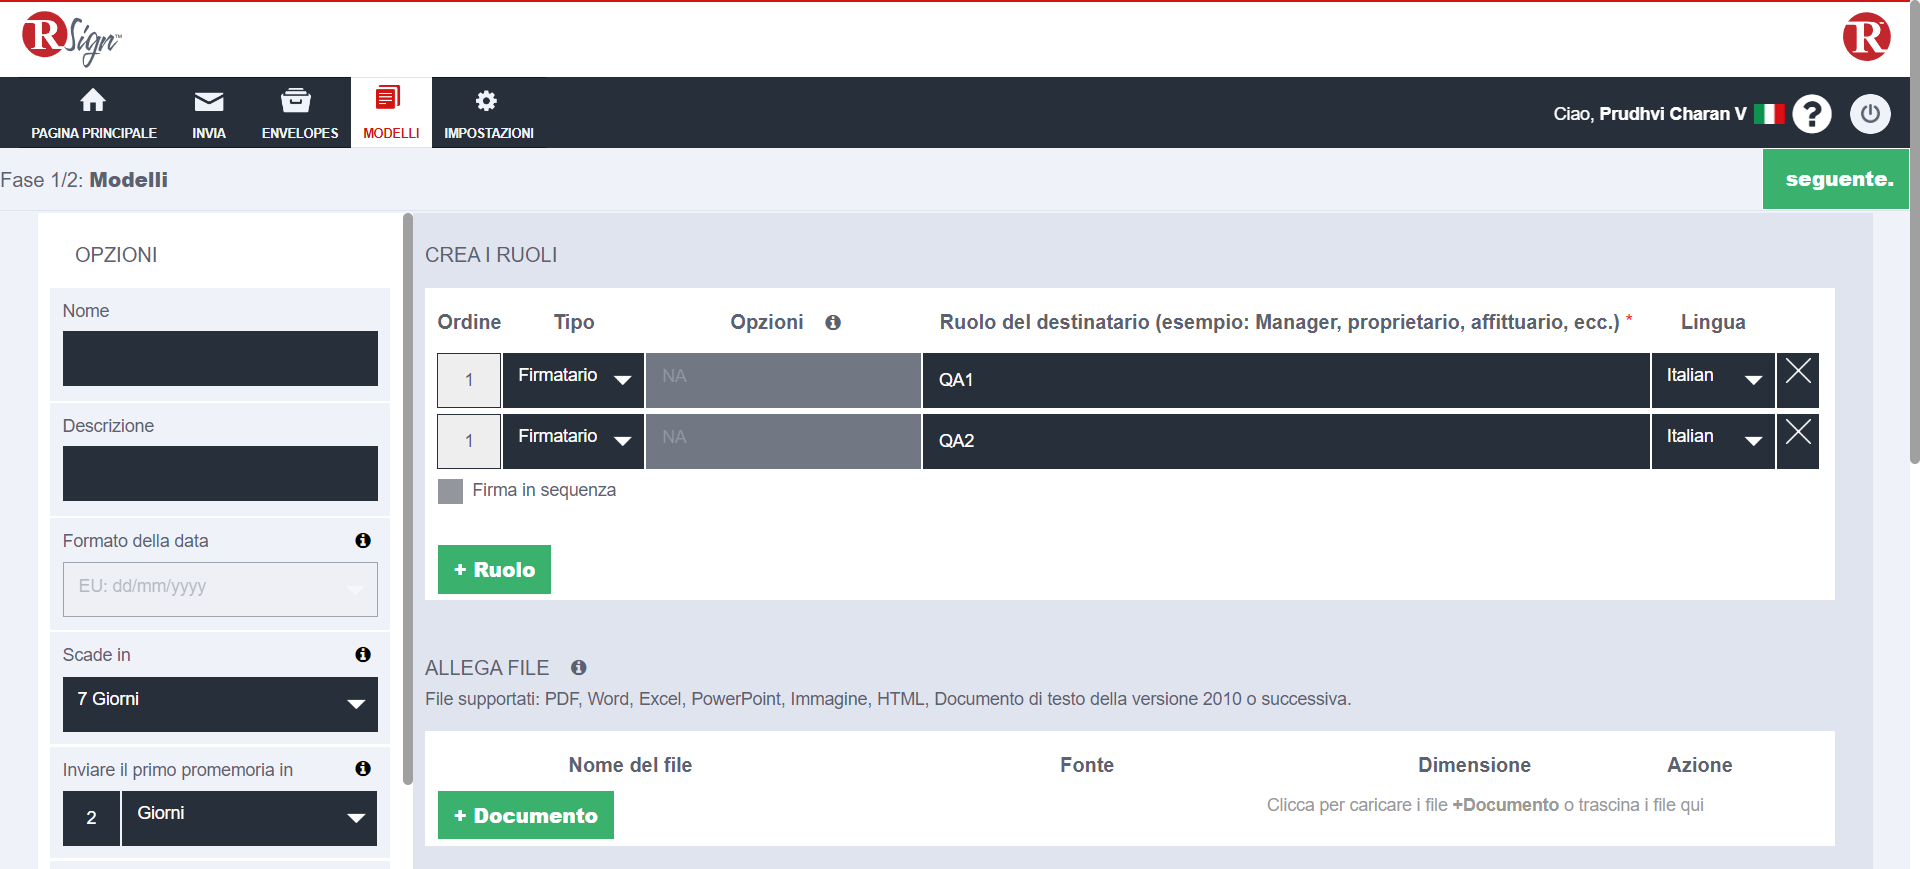 RSign™
R
PAGINA PRINCIPALE
INVIA
ENVELOPES
MODELLI
IMPOSTAZIONI
Ciao, Prudhvi Charan V
?
Fase 1/2: Modelli
seguente.
OPZIONI
Nome
Descrizione
Formato della data
EU: dd/mm/yyyy
Scade in
7 Giorni
Inviare il primo promemoria in
2 Giorni
CREA I RUOLI
Ordine Tipo Opzioni Ruolo del destinatario (esempio: Manager, proprietario, affittuario, ecc.) * Lingua
1 Firmatario NA QA1 Italian
1 Firmatario NA QA2 Italian
Firma in sequenza
+ Ruolo
ALLEGA FILE
File supportati: PDF, Word, Excel, PowerPoint, Immagine, HTML, Documento di testo della versione 2010 o successiva.
Nome del file Fonte Dimensione Azione
Clicca per caricare i file +Documento o trascina i file qui
+ Documento